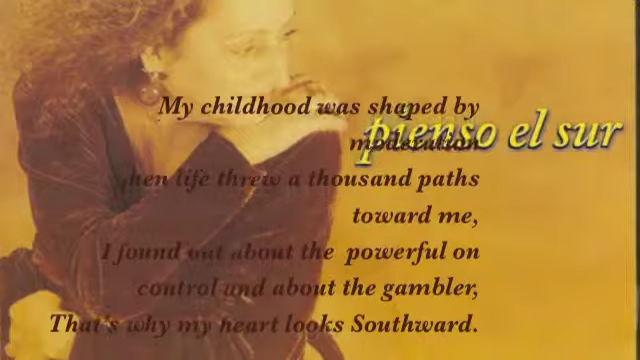 My childhood was shaped by
pienso el sur
moderation
hen life threw a thousand paths
toward me,
I found out about the powerful on
control and about the gambler,
That's why my heart looks Southward.